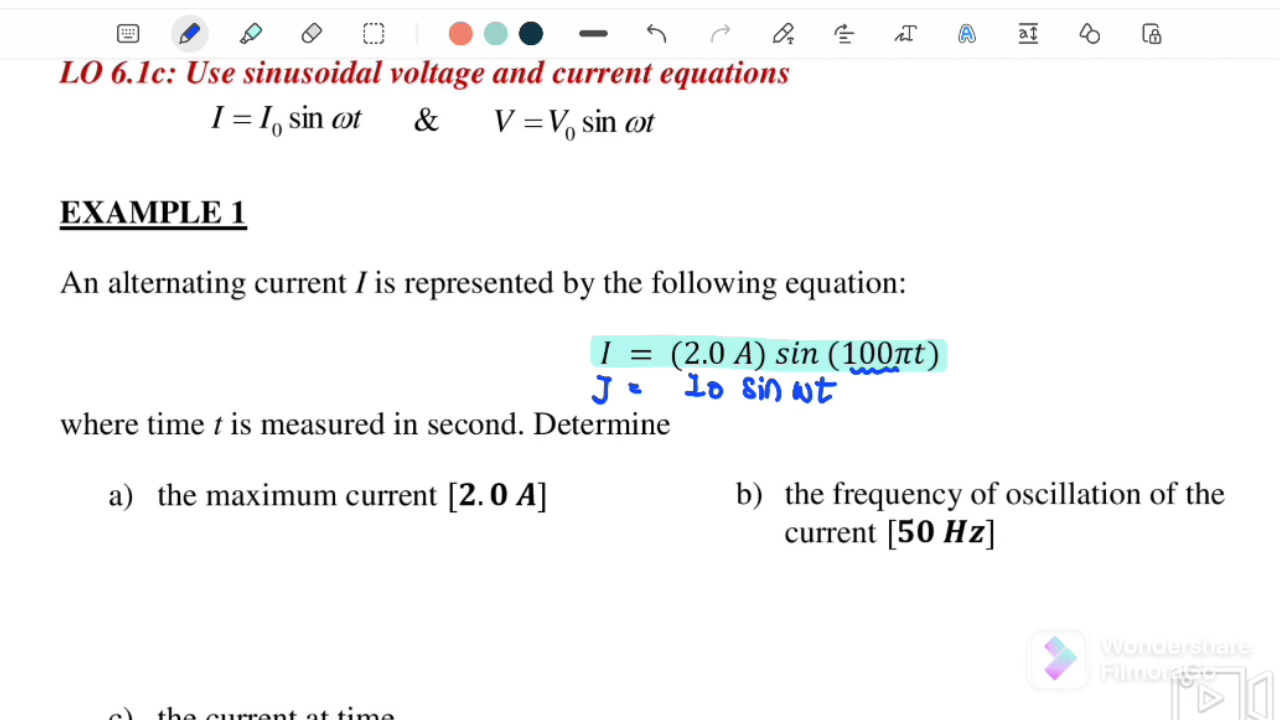 LO 6.1c: Use sinusoidal voltage and current equations
I = I₀ sin ωt & V = V₀ sin ωt
EXAMPLE 1
An alternating current I is represented by the following equation:
I = (2.0 A) sin (100πt)
I = I₀ sin ωt
where time t is measured in second. Determine
a) the maximum current [2.0 A]
b) the frequency of oscillation of the
current [50 Hz]
Wondershare
FilmoraGo
c) the current at time